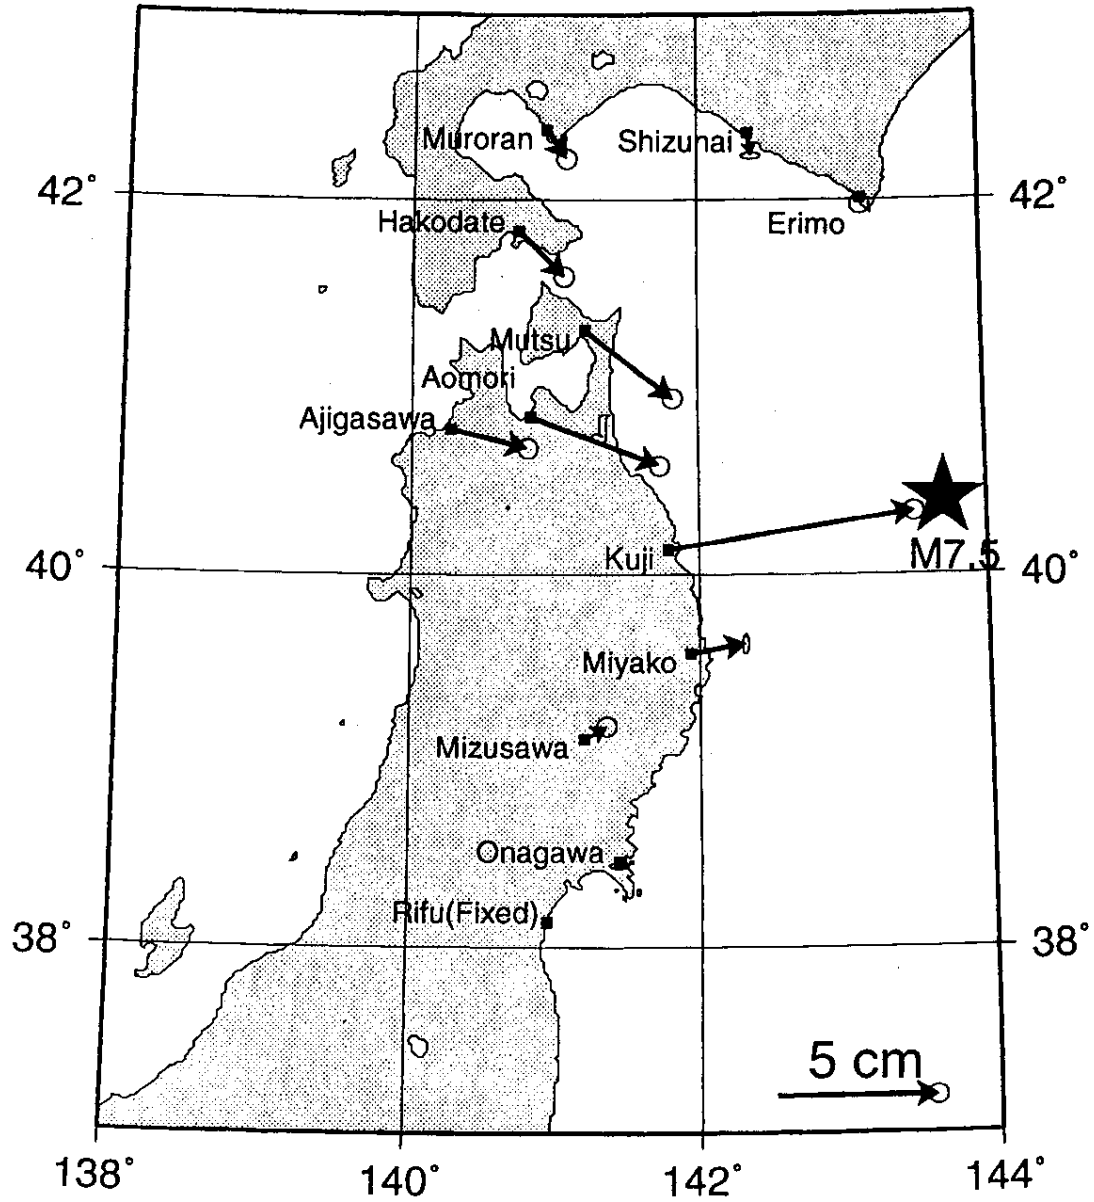 Muroran
Shizunai
42°
42°
Erimo
Hakodate
Mutsu
Aomori
Ajigasawa
Kuji
M7.5
40°
40°
Miyako
Mizusawa
Onagawa
Rifu(Fixed)
38°
38°
5 cm
138°
140°
142°
144°